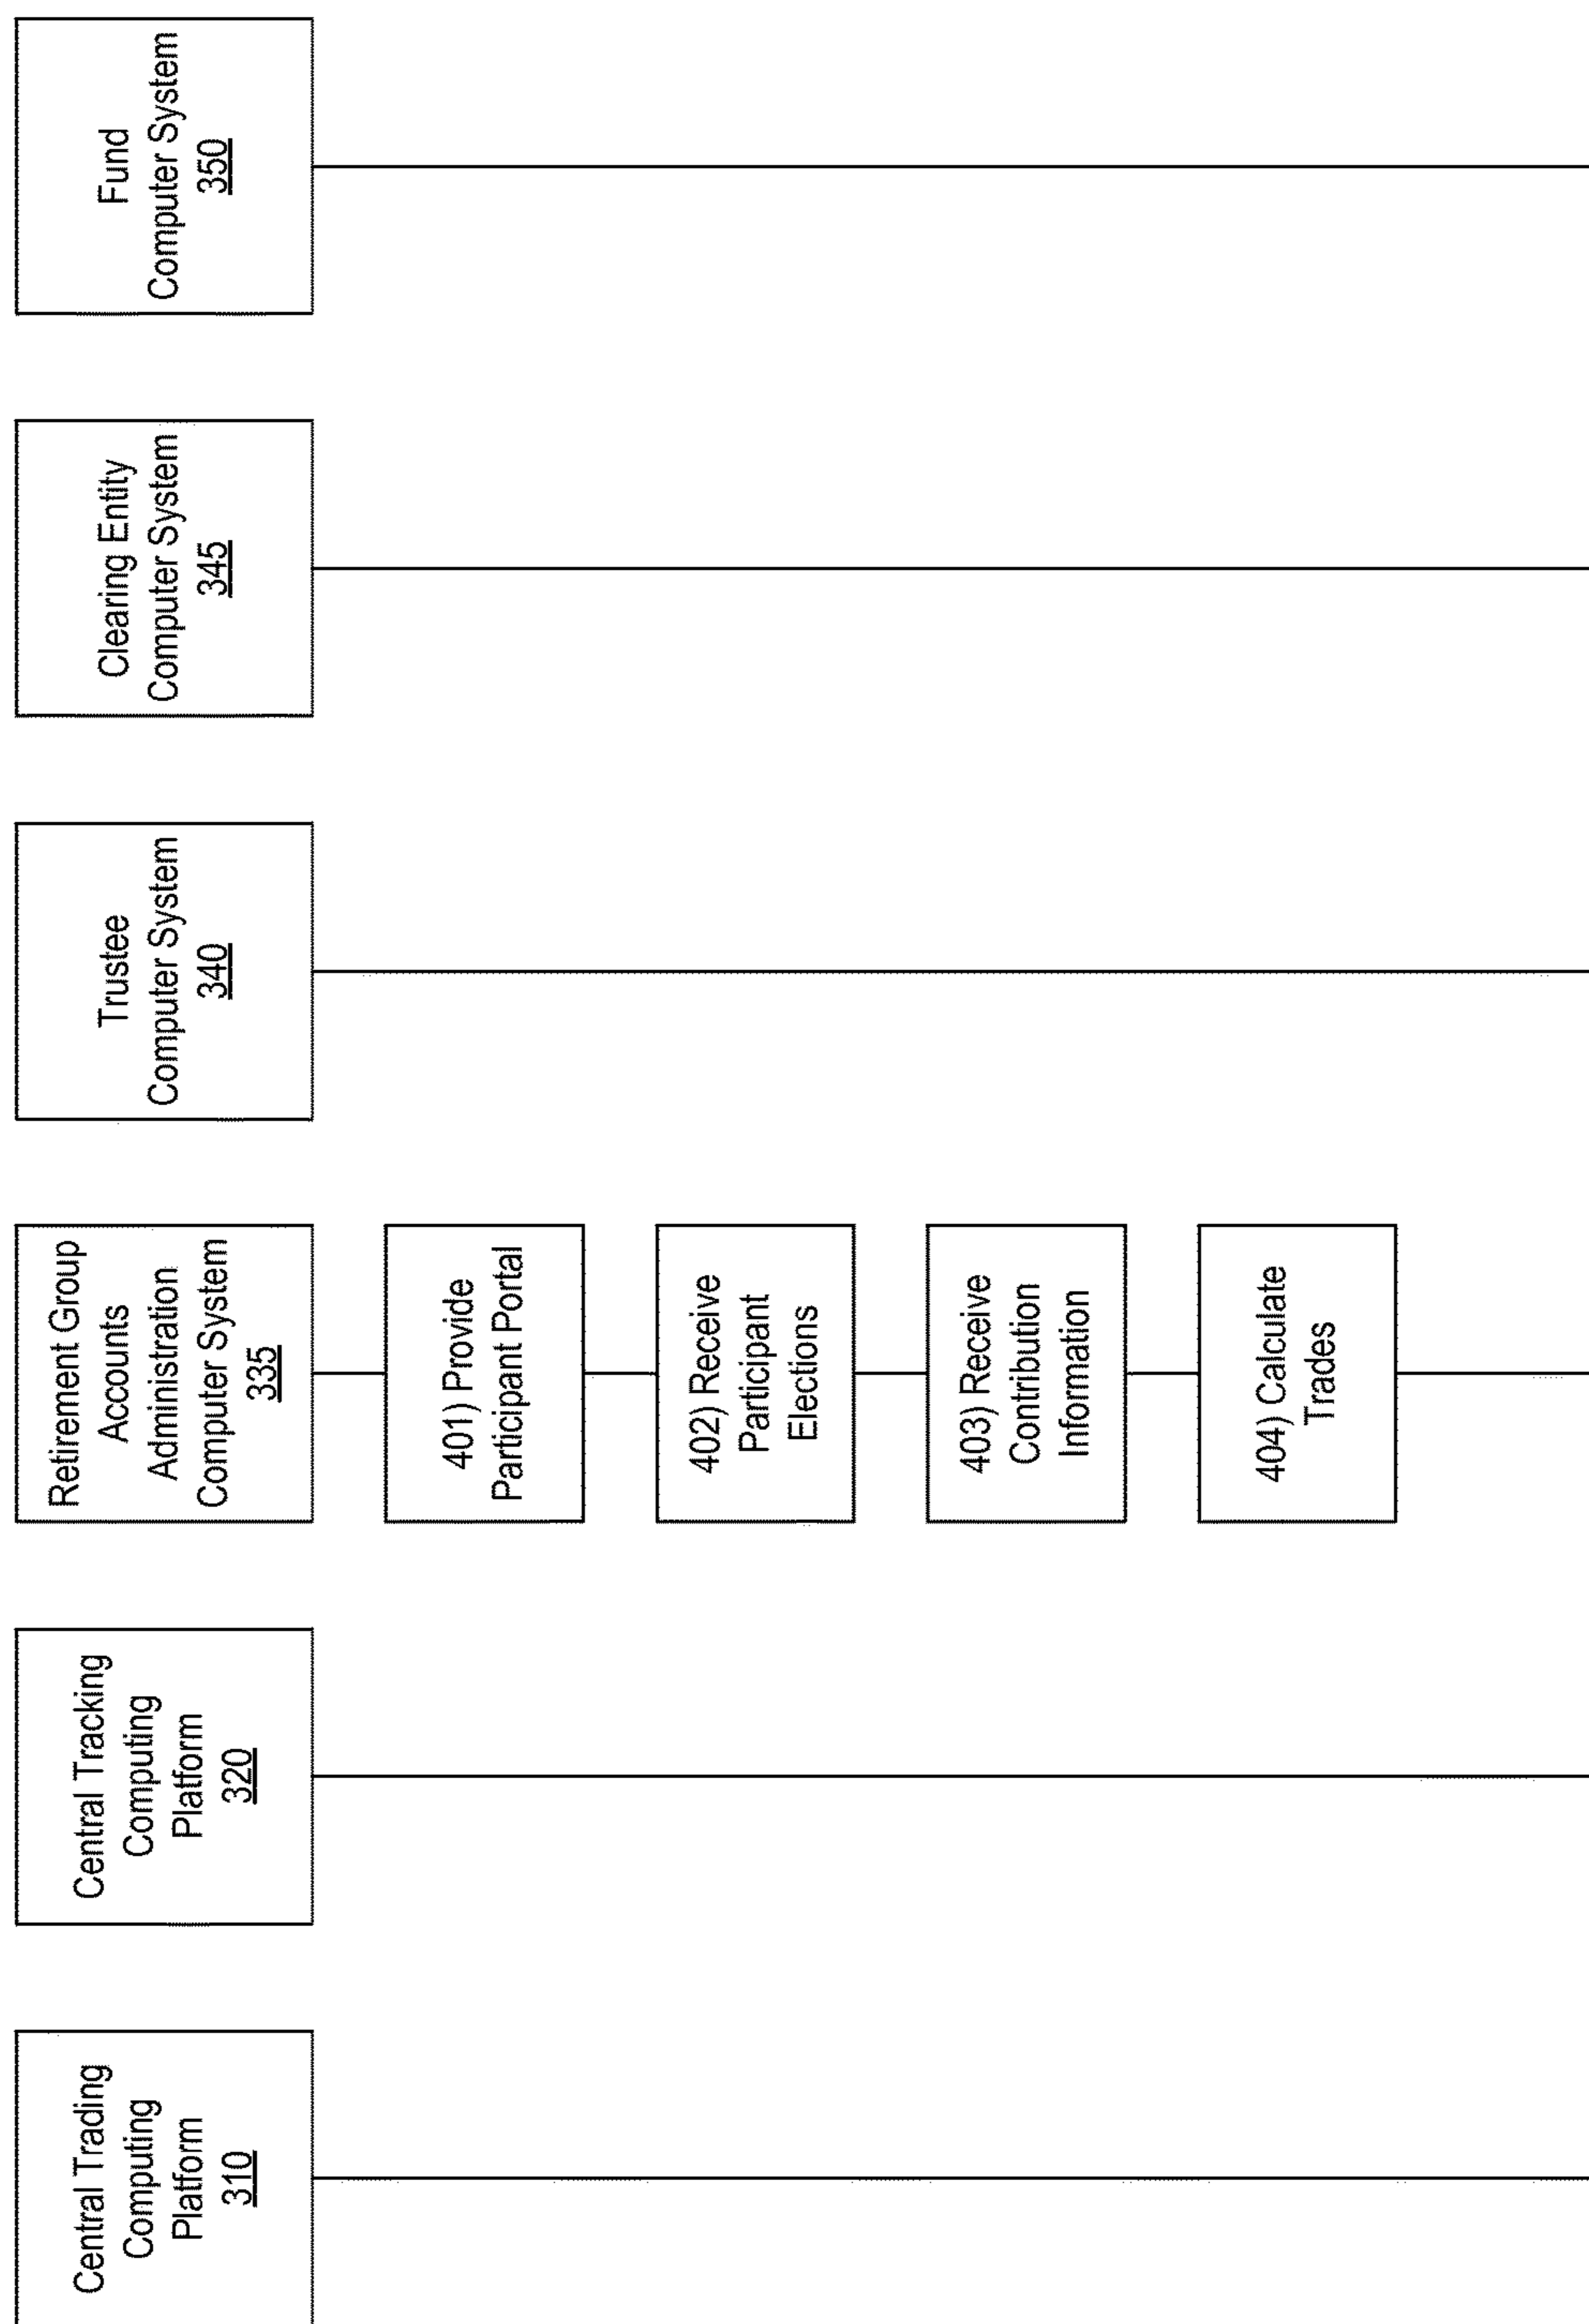 Central Trading
Computing
Platform
310
Central Tracking
Computing
Platform
320
Retirement Group
Accounts
Administration
Computer System
335
Trustee
Computer System
340
Clearing Entity
Computer System
345
Fund
Computer System
350
401) Provide
Participant Portal
402) Receive
Participant
Elections
403) Receive
Contribution
Information
404) Calculate
Trades